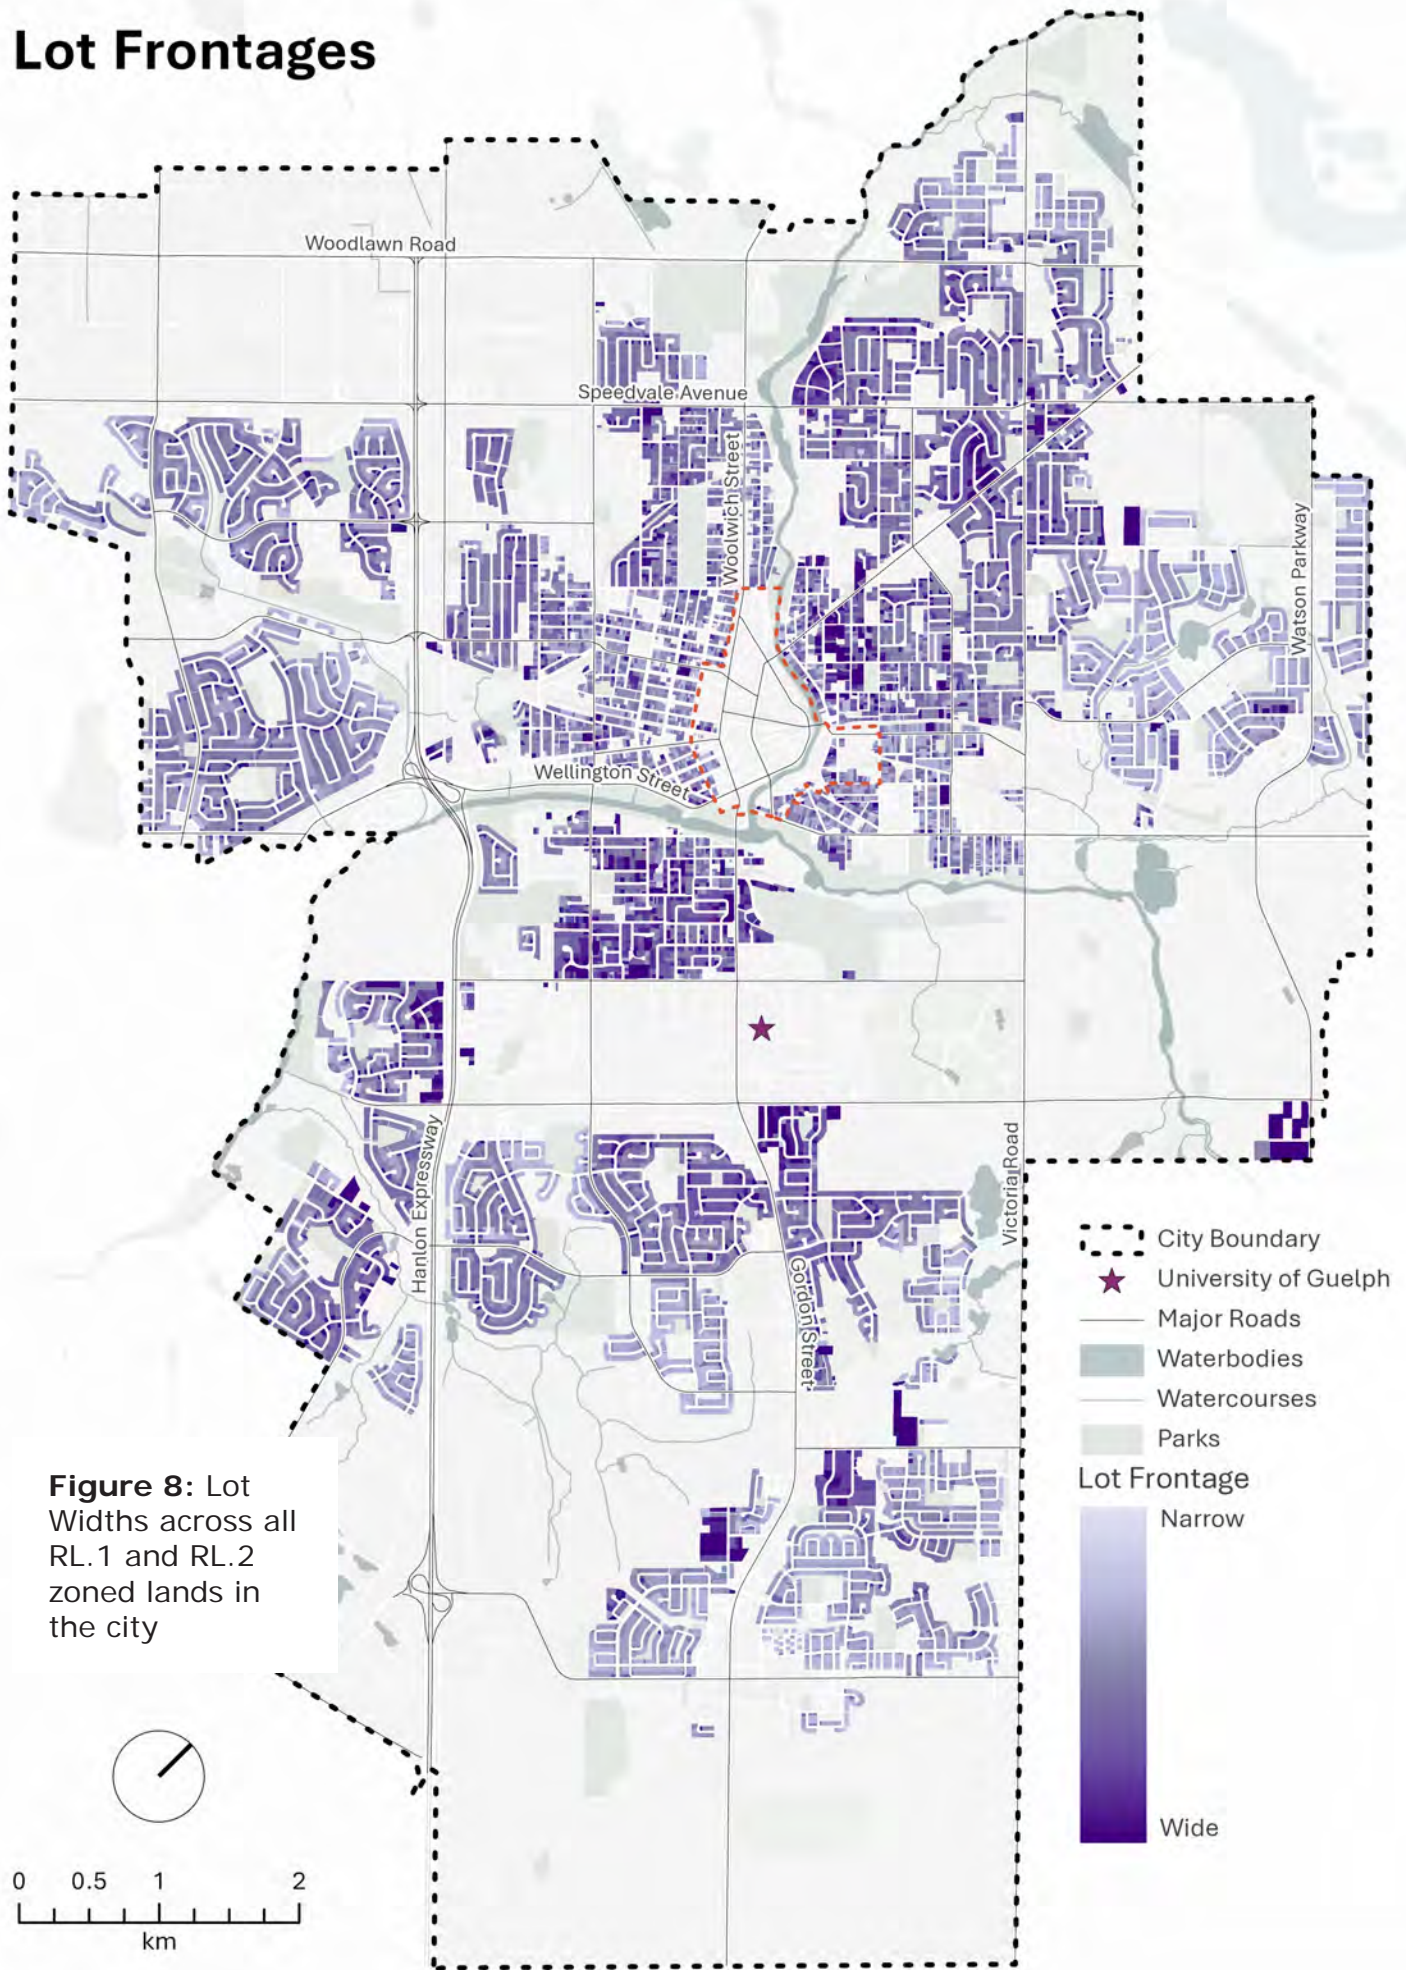 Lot Frontages
Woodlawn Road
Speedvale Avenue
Woolwich Street
Watson Parkway
Wellington Street
Hanlon Expressway
Victoria Road
Gordon Street
City Boundary
University of Guelph
Major Roads
Waterbodies
Watercourses
Parks
Lot Frontage
Narrow
Wide
Figure 8: Lot
Widths across all
RL.1 and RL.2
zoned lands in
the city
0 0.5 1 2
km